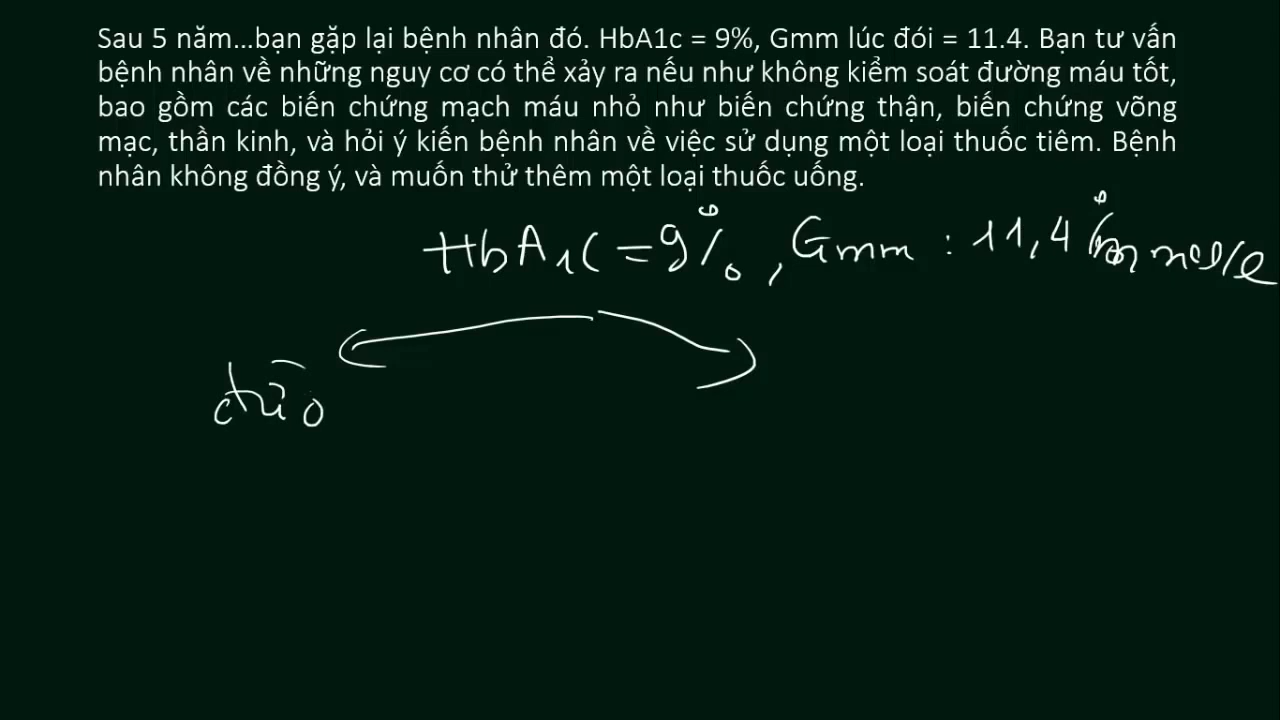 Sau 5 năm...bạn gặp lại bệnh nhân đó. HbA1c = 9%, Gmm lúc đói = 11.4. Bạn tư vấn
bệnh nhân về những nguy cơ có thể xảy ra nếu như không kiểm soát đường máu tốt,
bao gồm các biến chứng mạch máu nhỏ như biến chứng thận, biến chứng võng
mạc, thần kinh, và hỏi ý kiến bệnh nhân về việc sử dụng một loại thuốc tiêm. Bệnh
nhân không đồng ý, và muốn thử thêm một loại thuốc uống.
HbA1C = 9%, Gmm : 11,4